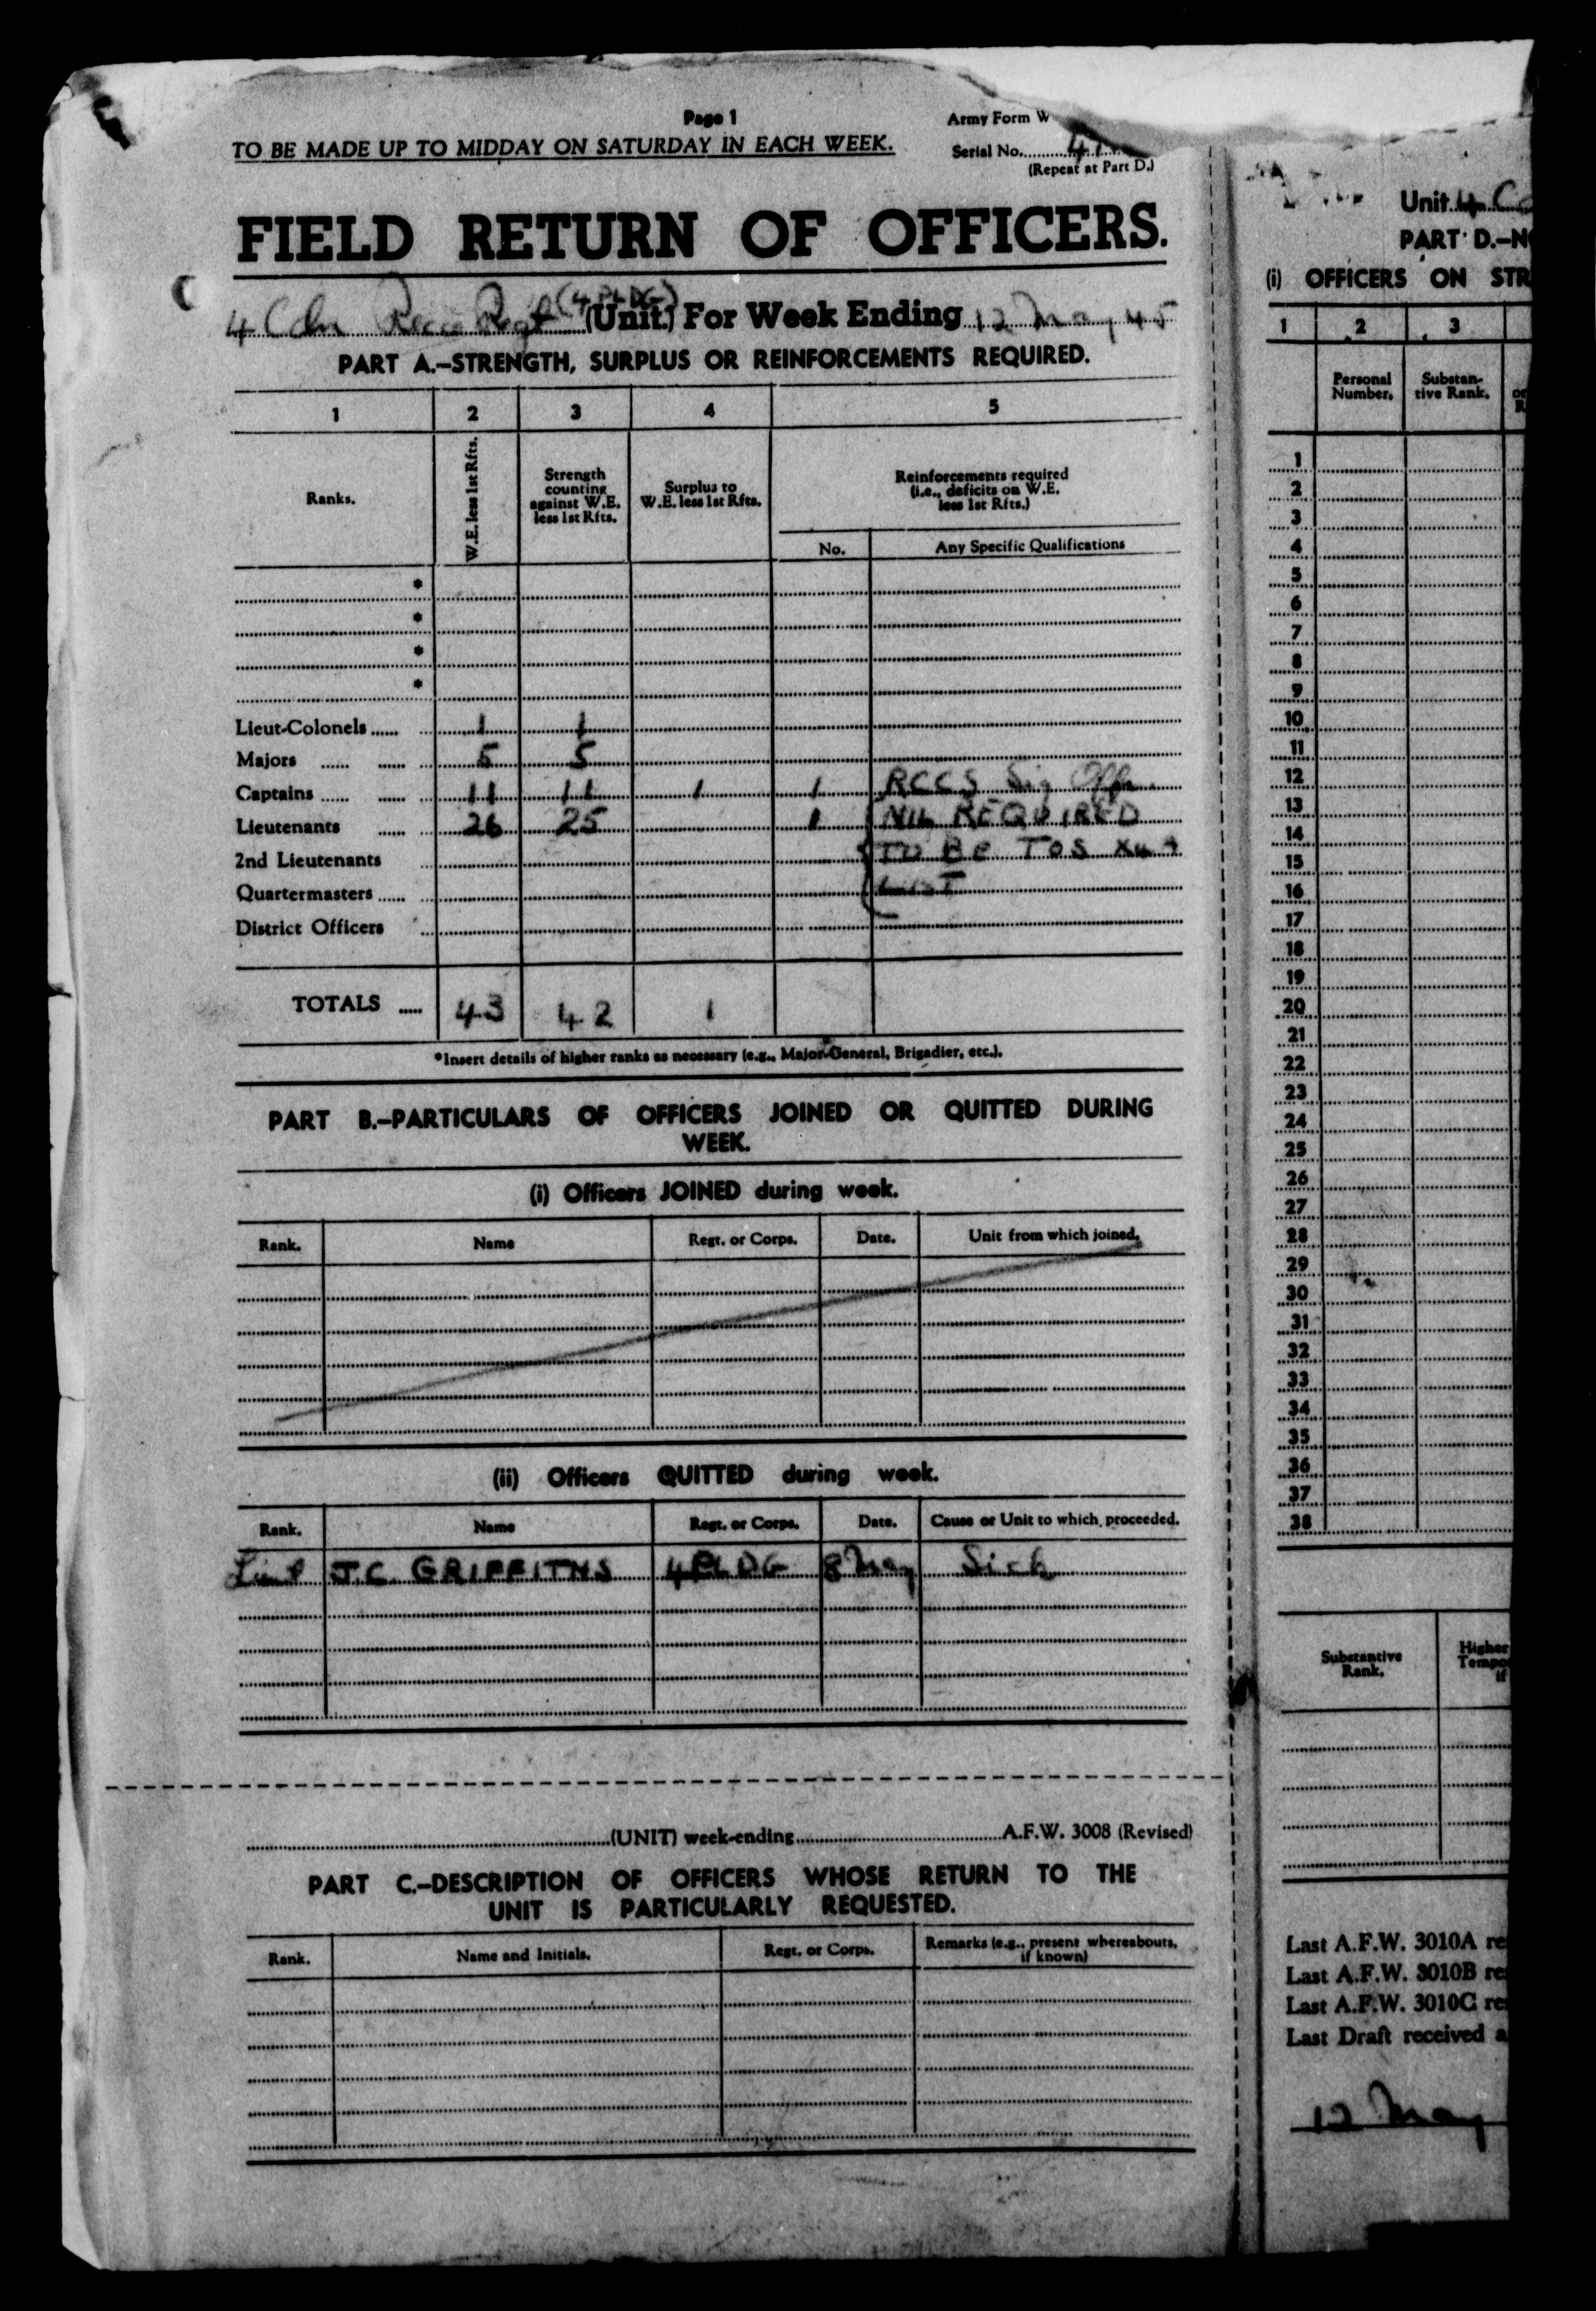 Page 1
TO BE MADE UP TO MIDDAY ON SATURDAY IN EACH WEEK.
Army Form W
Serial No.
(Repeat at Part D.)
FIELD RETURN OF OFFICERS.
4 Cdn Recce Regt (4 PLDG) (Unit.) For Week Ending 12 May 45
PART A.—STRENGTH, SURPLUS OR REINFORCEMENTS REQUIRED.
1 2 3 4 5
Ranks. W.E. less 1st Rfts. Strength counting against W.E. less 1st Rfts. Surplus to W.E. less 1st Rfts. Reinforcements required (i.e., deficits on W.E. less 1st Rfts.)
No. Any Specific Qualifications
*
*
*
*
Lieut-Colonels ...... 1 1
Majors ...... ...... 5 5
Captains ...... ...... 11 11 1 1 RCCS Sig Offr
Lieutenants ...... 26 25 1 NIL REQUIRED
2nd Lieutenants TO BE TOS
Quartermasters ......
District Officers
TOTALS ..... 43 42 1
*Insert details of higher ranks as necessary (e.g., Major-General, Brigadier, etc.).
PART B.—PARTICULARS OF OFFICERS JOINED OR QUITTED DURING
WEEK.
(i) Officers JOINED during week.
Rank. Name Regt. or Corps. Date. Unit from which joined.
(ii) Officers QUITTED during week.
Rank. Name Regt. or Corps. Date. Cause or Unit to which proceeded.
Lieut J.C. GRIFFITHS 4 PLDG 8 May Sick
(UNIT) week-ending A.F.W. 3008 (Revised)
PART C.—DESCRIPTION OF OFFICERS WHOSE RETURN TO THE
UNIT IS PARTICULARLY REQUESTED.
Rank. Name and Initials. Regt. or Corps. Remarks (e.g., present whereabouts, if known)
Unit 4 C
PART D.—N
(i) OFFICERS ON STR
1 2 3
Personal Number. Substan-tive Rank.
1
2
3
4
5
6
7
8
9
10
11
12
13
14
15
16
17
18
19
20
21
22
23
24
25
26
27
28
29
30
31
32
33
34
35
36
37
38
Substantive Rank. Higher Tempo if
Last A.F.W. 3010A re
Last A.F.W. 3010B re
Last A.F.W. 3010C re
Last Draft received a
12 May